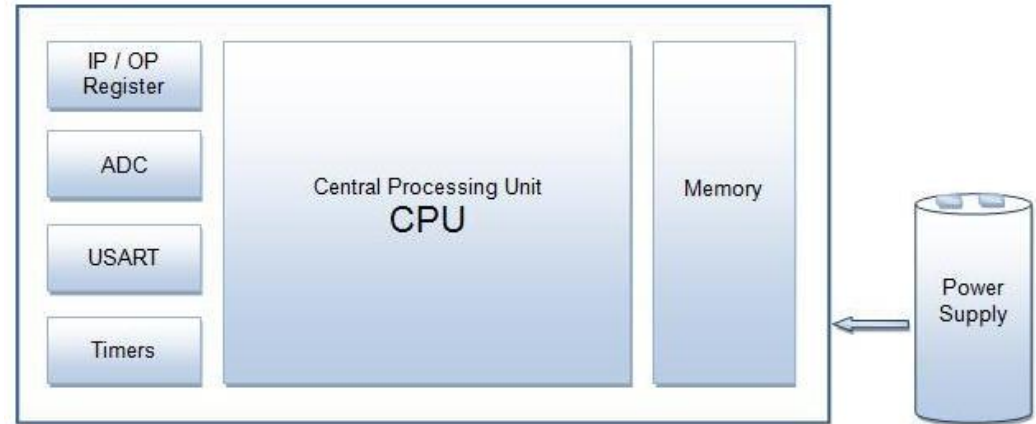 IP / OP
Register
ADC
USART
Timers
Central Processing Unit
CPU
Memory
Power
Supply